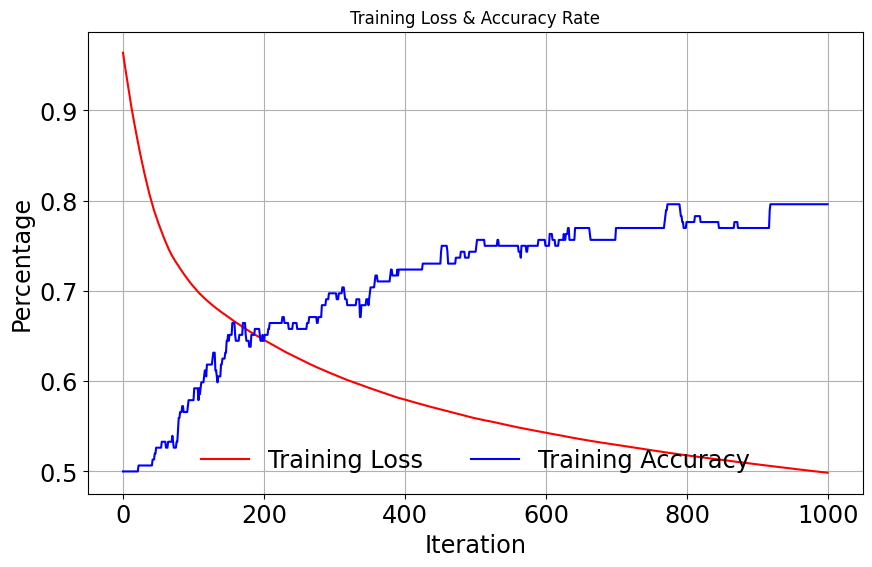 Training Loss & Accuracy Rate
Percentage
0.9
0.8
0.7
0.6
0.5
Training Loss
Training Accuracy
0
200
400
600
800
1000
Iteration